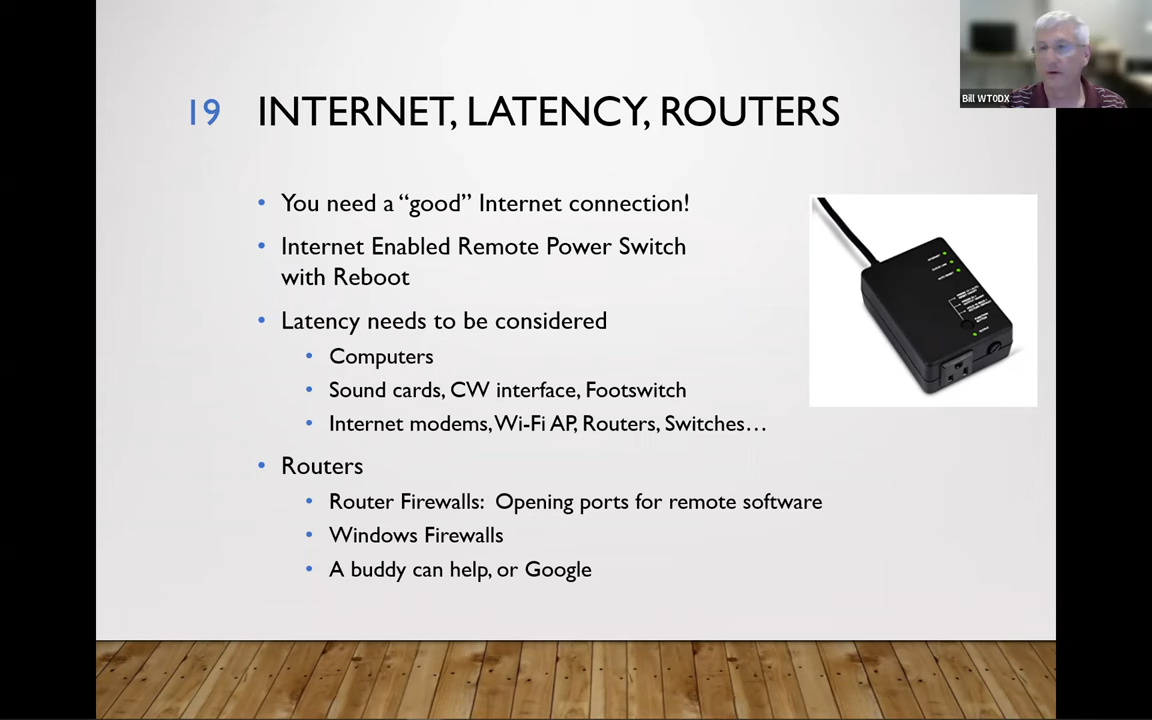 19 INTERNET, LATENCY, ROUTERS
Bill WT0DX
You need a “good” Internet connection!
Internet Enabled Remote Power Switch
with Reboot
Latency needs to be considered
Computers
Sound cards, CW interface, Footswitch
Internet modems, Wi-Fi AP, Routers, Switches…
Routers
Router Firewalls: Opening ports for remote software
Windows Firewalls
A buddy can help, or Google